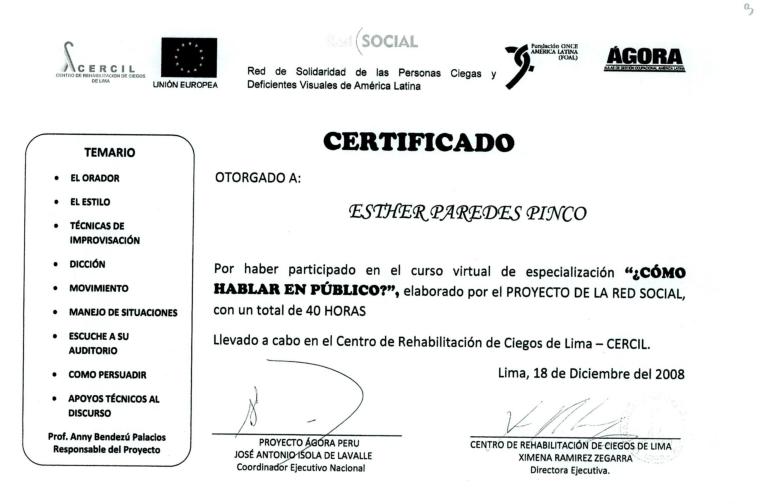 CERCIL
CENTRO DE REHABILITACIÓN DE CIEGOS
DE LIMA
UNIÓN EUROPEA
Red SOCIAL
Red de Solidaridad de las Personas Ciegas y
Deficientes Visuales de América Latina
Fundación ONCE
AMÉRICA LATINA
(FOAL)
ÁGORA
CERTIFICADO
OTORGADO A:
ESTHER PAREDES PINCO
Por haber participado en el curso virtual de especialización “¿CÓMO
HABLAR EN PÚBLICO?”, elaborado por el PROYECTO DE LA RED SOCIAL,
con un total de 40 HORAS
Llevado a cabo en el Centro de Rehabilitación de Ciegos de Lima – CERCIL.
Lima, 18 de Diciembre del 2008
TEMARIO
• EL ORADOR
• EL ESTILO
• TÉCNICAS DE
IMPROVISACIÓN
• DICCIÓN
• MOVIMIENTO
• MANEJO DE SITUACIONES
• ESCUCHE A SU
AUDITORIO
• COMO PERSUADIR
• APOYOS TÉCNICOS AL
DISCURSO
Prof. Anny Bendezú Palacios
Responsable del Proyecto
PROYECTO ÁGORA PERU
JOSÉ ANTONIO ISOLA DE LAVALLE
Coordinador Ejecutivo Nacional
CENTRO DE REHABILITACIÓN DE CIEGOS DE LIMA
XIMENA RAMIREZ ZEGARRA
Directora Ejecutiva.